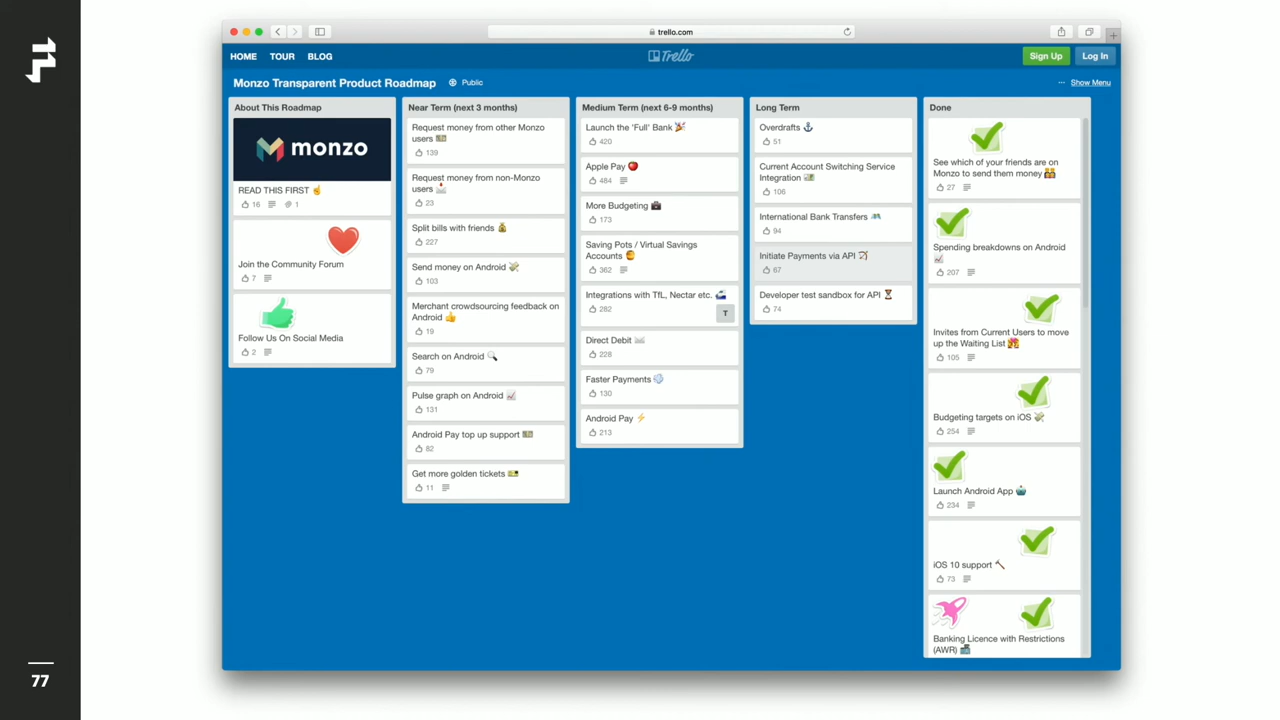 trello.com
HOME TOUR BLOG
Trello
Sign Up Log In
Monzo Transparent Product Roadmap
Public
Show Menu
About This Roadmap
monzo
READ THIS FIRST
16 1
Join the Community Forum
7
Follow Us On Social Media
2
Near Term (next 3 months)
Request money from other Monzo
users
139
Request money from non-Monzo
users
23
Split bills with friends
227
Send money on Android
103
Merchant crowdsourcing feedback on
Android
19
Search on Android
79
Pulse graph on Android
131
Android Pay top up support
82
Get more golden tickets
11
Medium Term (next 6-9 months)
Launch the 'Full' Bank
420
Apple Pay
484
More Budgeting
173
Saving Pots / Virtual Savings
Accounts
362
Integrations with TfL, Nectar etc.
282
T
Direct Debit
228
Faster Payments
130
Android Pay
213
Long Term
Overdrafts
51
Current Account Switching Service
Integration
106
International Bank Transfers
94
Initiate Payments via API
67
Developer test sandbox for API
74
Done
See which of your friends are on
Monzo to send them money
27
Spending breakdowns on Android
207
Invites from Current Users to move
up the Waiting List
105
Budgeting targets on iOS
254
Launch Android App
234
iOS 10 support
73
Banking Licence with Restrictions
(AWR)
77